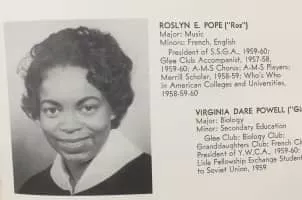 ROSLYN E. POPE ("Roz")
Major: Music
Minors: French, English
President of S.S.G.A., 1959-60;
Glee Club Accompanist, 1957-58,
1959-60; A-M-S Chorus; A-M-S Players;
Merrill Scholar, 1958-59; Who's Who
in American Colleges and Universities,
1958-59-60
VIRGINIA DARE POWELL
Major: Biology
Minor: Secondary Education
Glee Club; Biology Club;
Granddaughters Club; French
President of Y.W.C.A., 1959-60;
Lisle Fellowship Exchange Student
to Soviet Union, 1959